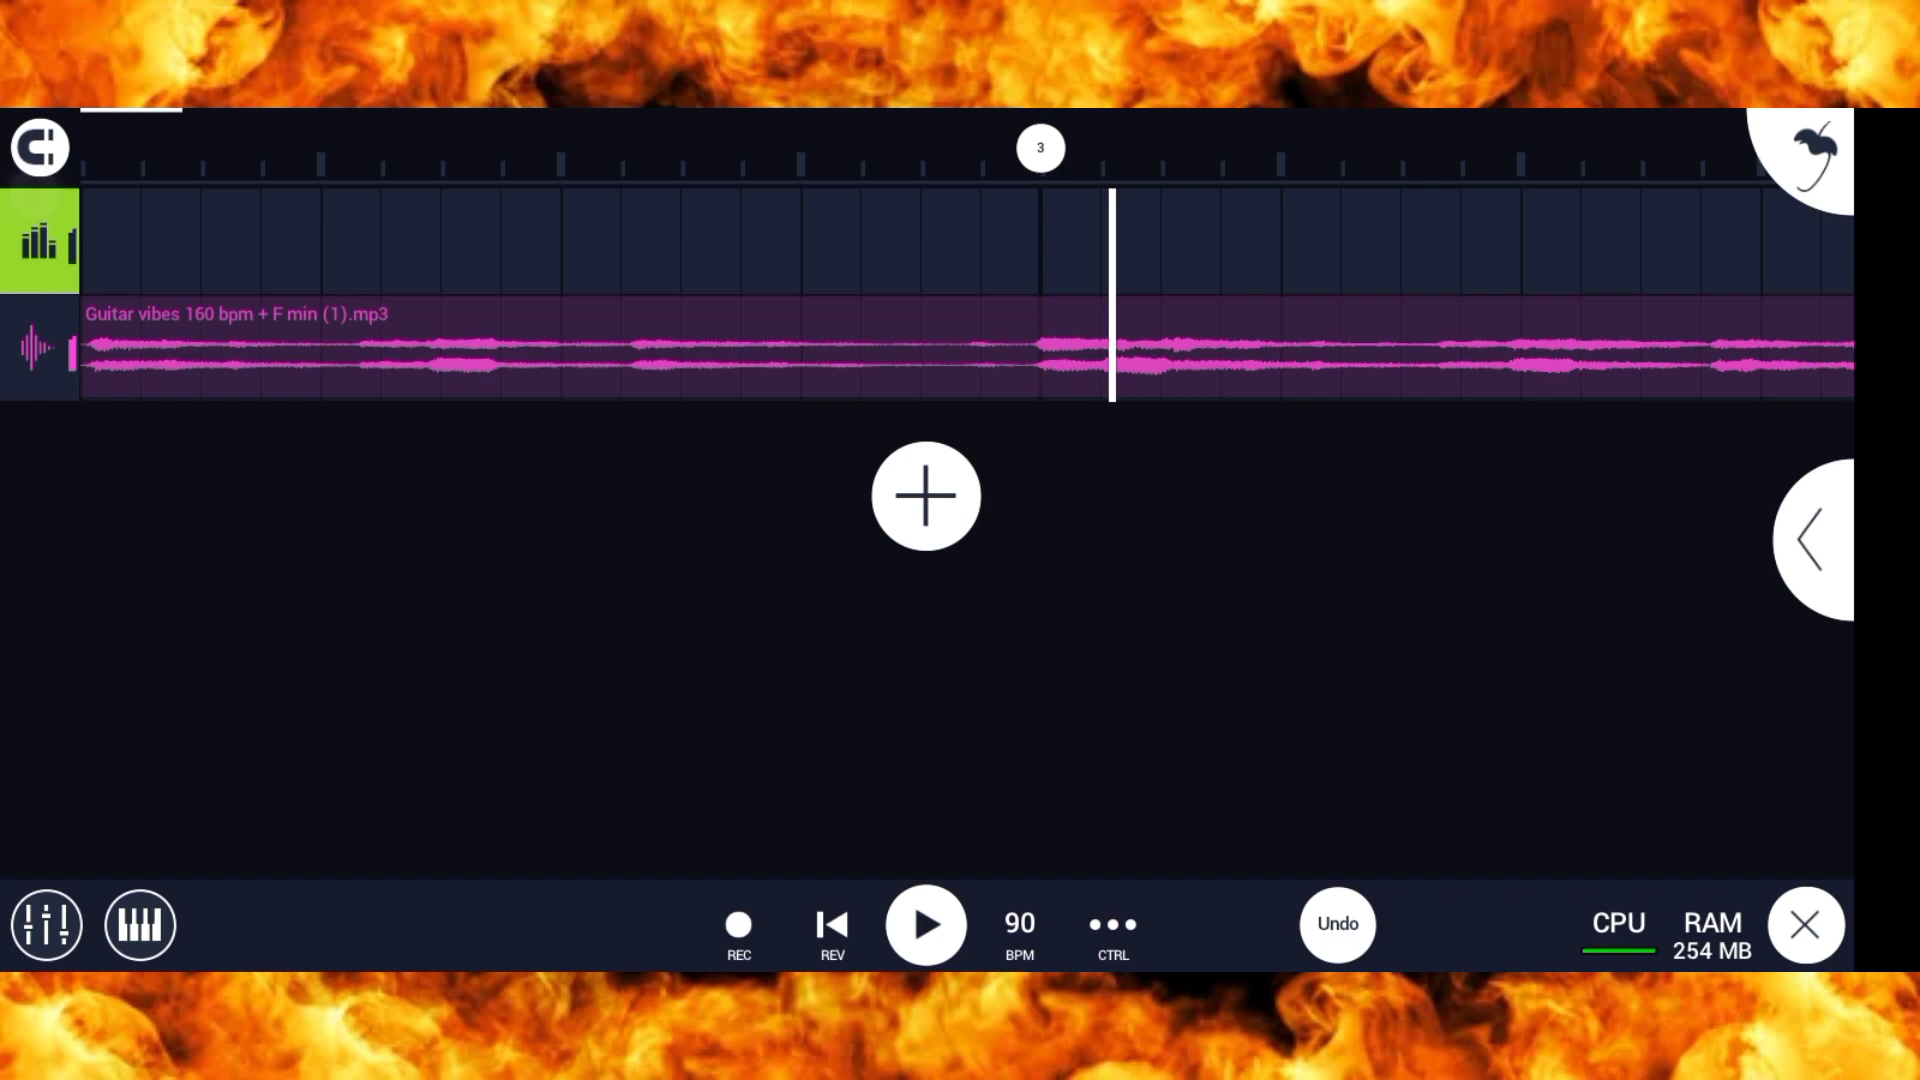 3
Guitar vibes 160 bpm + F min (1).mp3
90
Undo
CPU
RAM
REC
REV
BPM
CTRL
254 MB